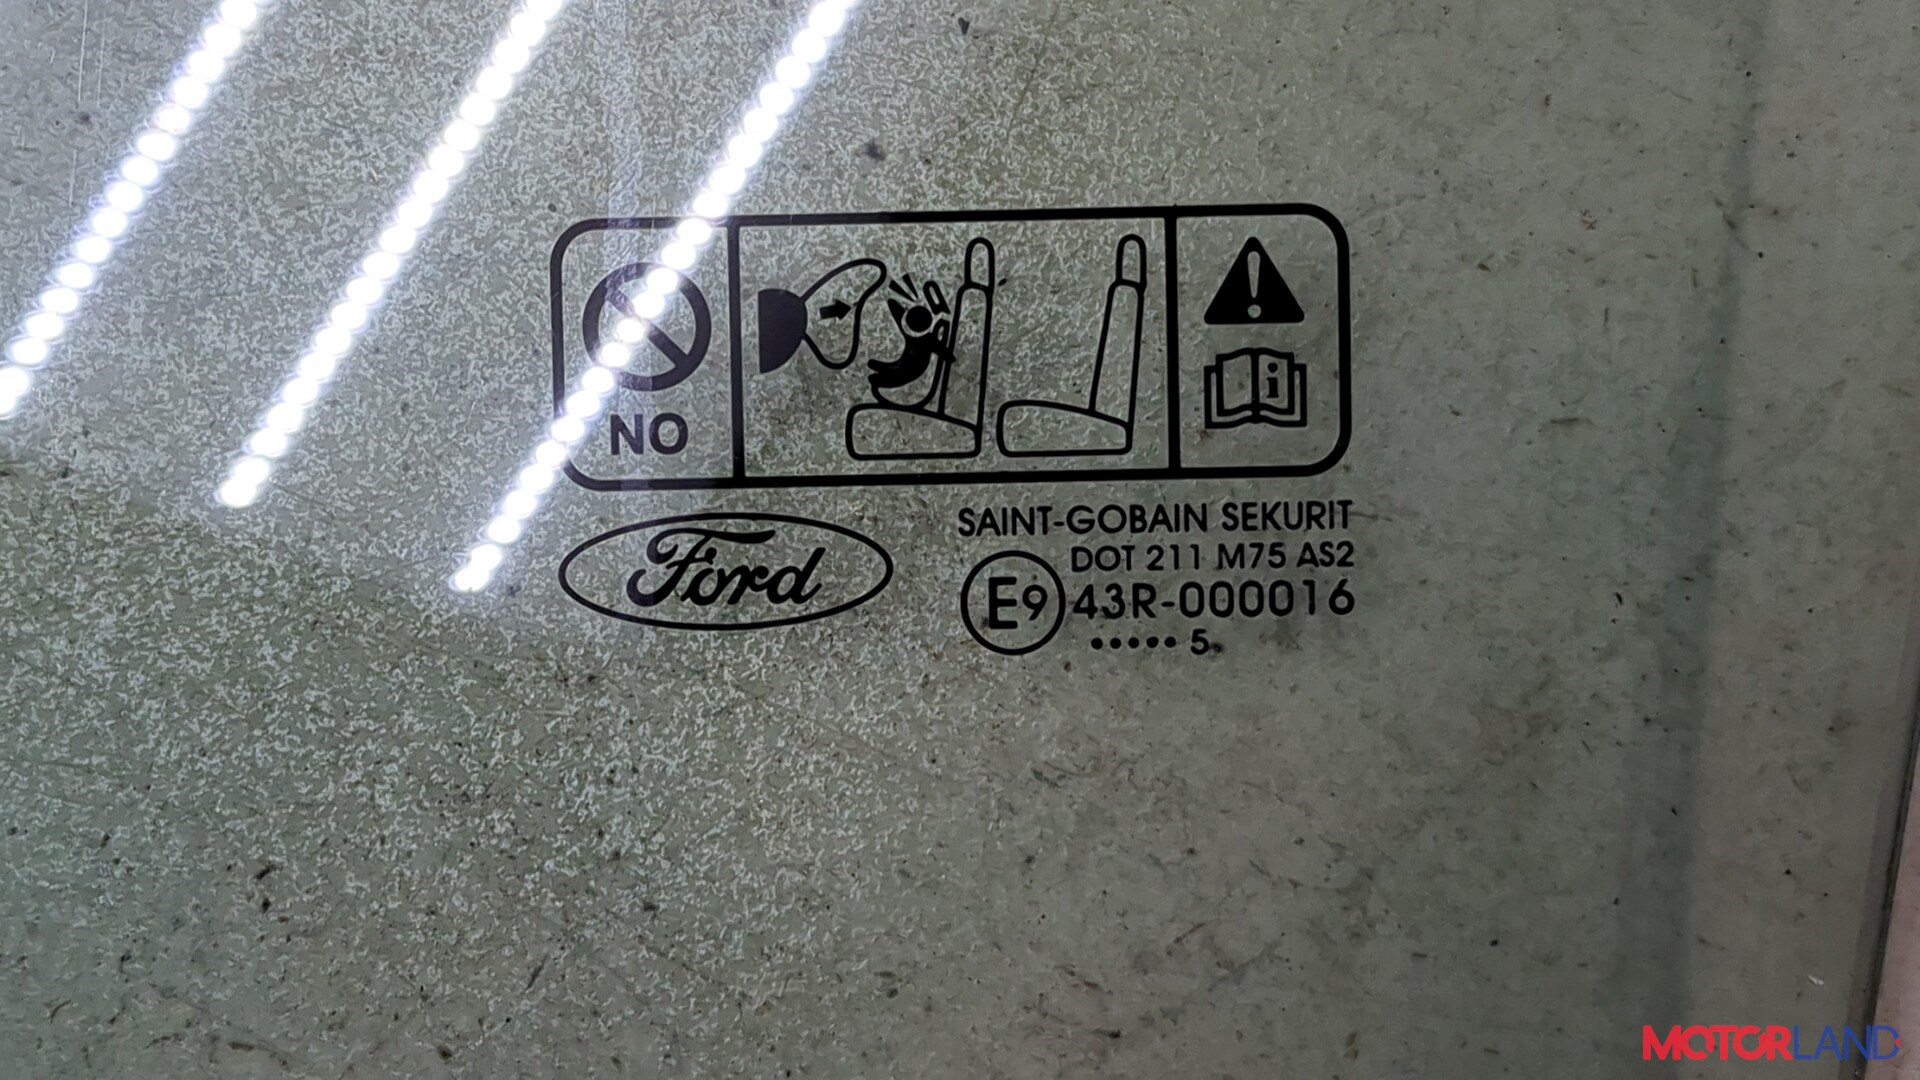 NO
i
Ford
SAINT-GOBAIN SEKURIT
DOT 211 M75 AS2
E9 43R-000016
••••• 5
MOTORLAND